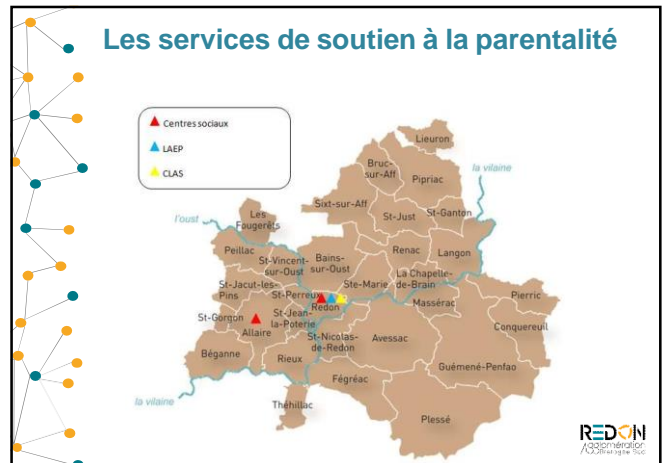 Les services de soutien à la parentalité
Centres sociaux
LAEP
CLAS
Lieuron
Bruc-
sur-Aff
Pipriac
la vilaine
Sixt-sur-Aff
St-Just
St-Ganton
l'oust
Les
Fougerêts
Peillac
St-Vincent-
sur-Oust
Bains-
sur-Oust
Renac
Langon
La Chapelle-
de-Brain
St-Jacut-les-
Pins
St-Perreux
Redon
Ste-Marie
Massérac
Pierric
St-Gorgon
Allaire
St-Jean-
la-Poterie
St-Nicolas-
de-Redon
Avessac
Conquereuil
Béganne
Rieux
Fégréac
Guémené-Penfao
la vilaine
Théhillac
Plessé
REDON
Agglomération
Bretagne Sud